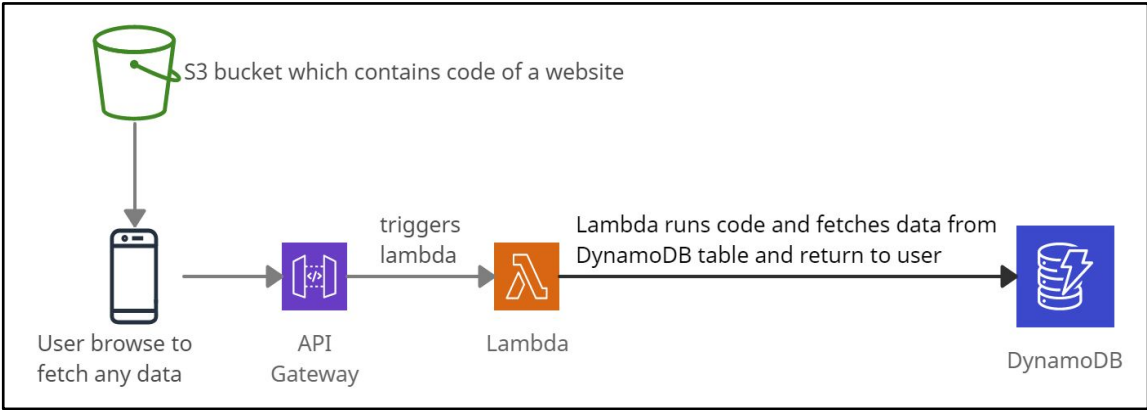 S3 bucket which contains code of a website
triggers
lambda
Lambda runs code and fetches data from
DynamoDB table and return to user
</>
User browse to
fetch any data
API
Gateway
Lambda
DynamoDB